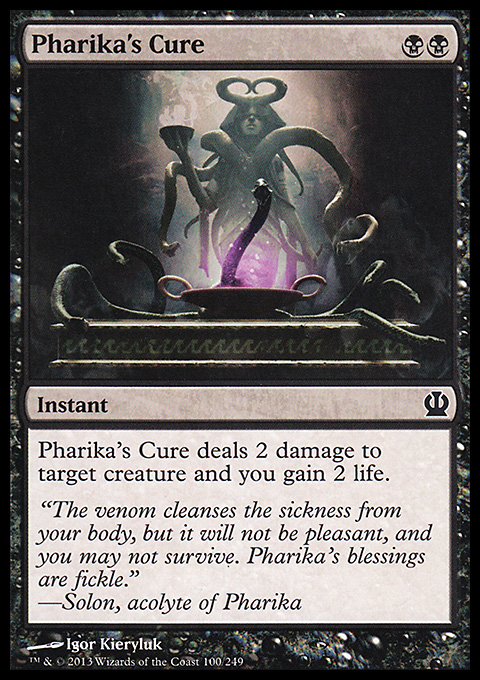 Pharika's Cure
Instant
Pharika's Cure deals 2 damage to
target creature and you gain 2 life.
“The venom cleanses the sickness from
your body, but it will not be pleasant, and
you may not survive. Pharika's blessings
are fickle.”
—Solon, acolyte of Pharika
Igor Kieryluk
™ & © 2013 Wizards of the Coast 100/249